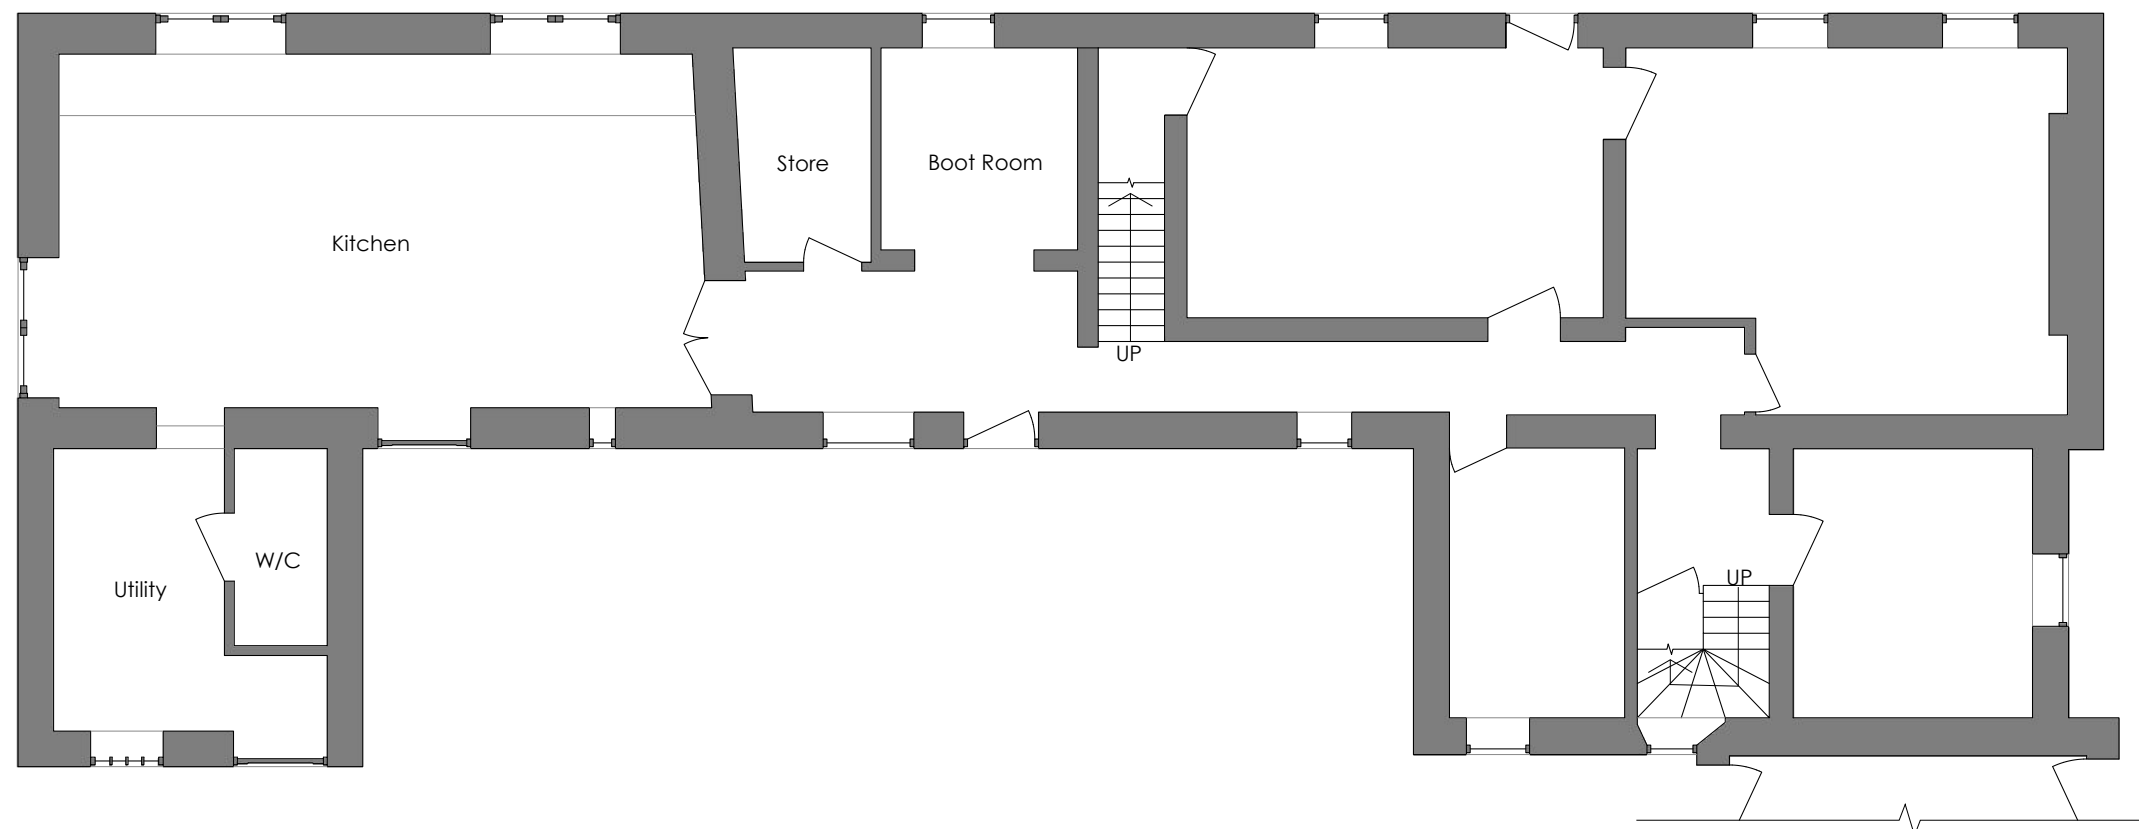 Store
Boot Room
Kitchen
UP
W/C
UP
Utility